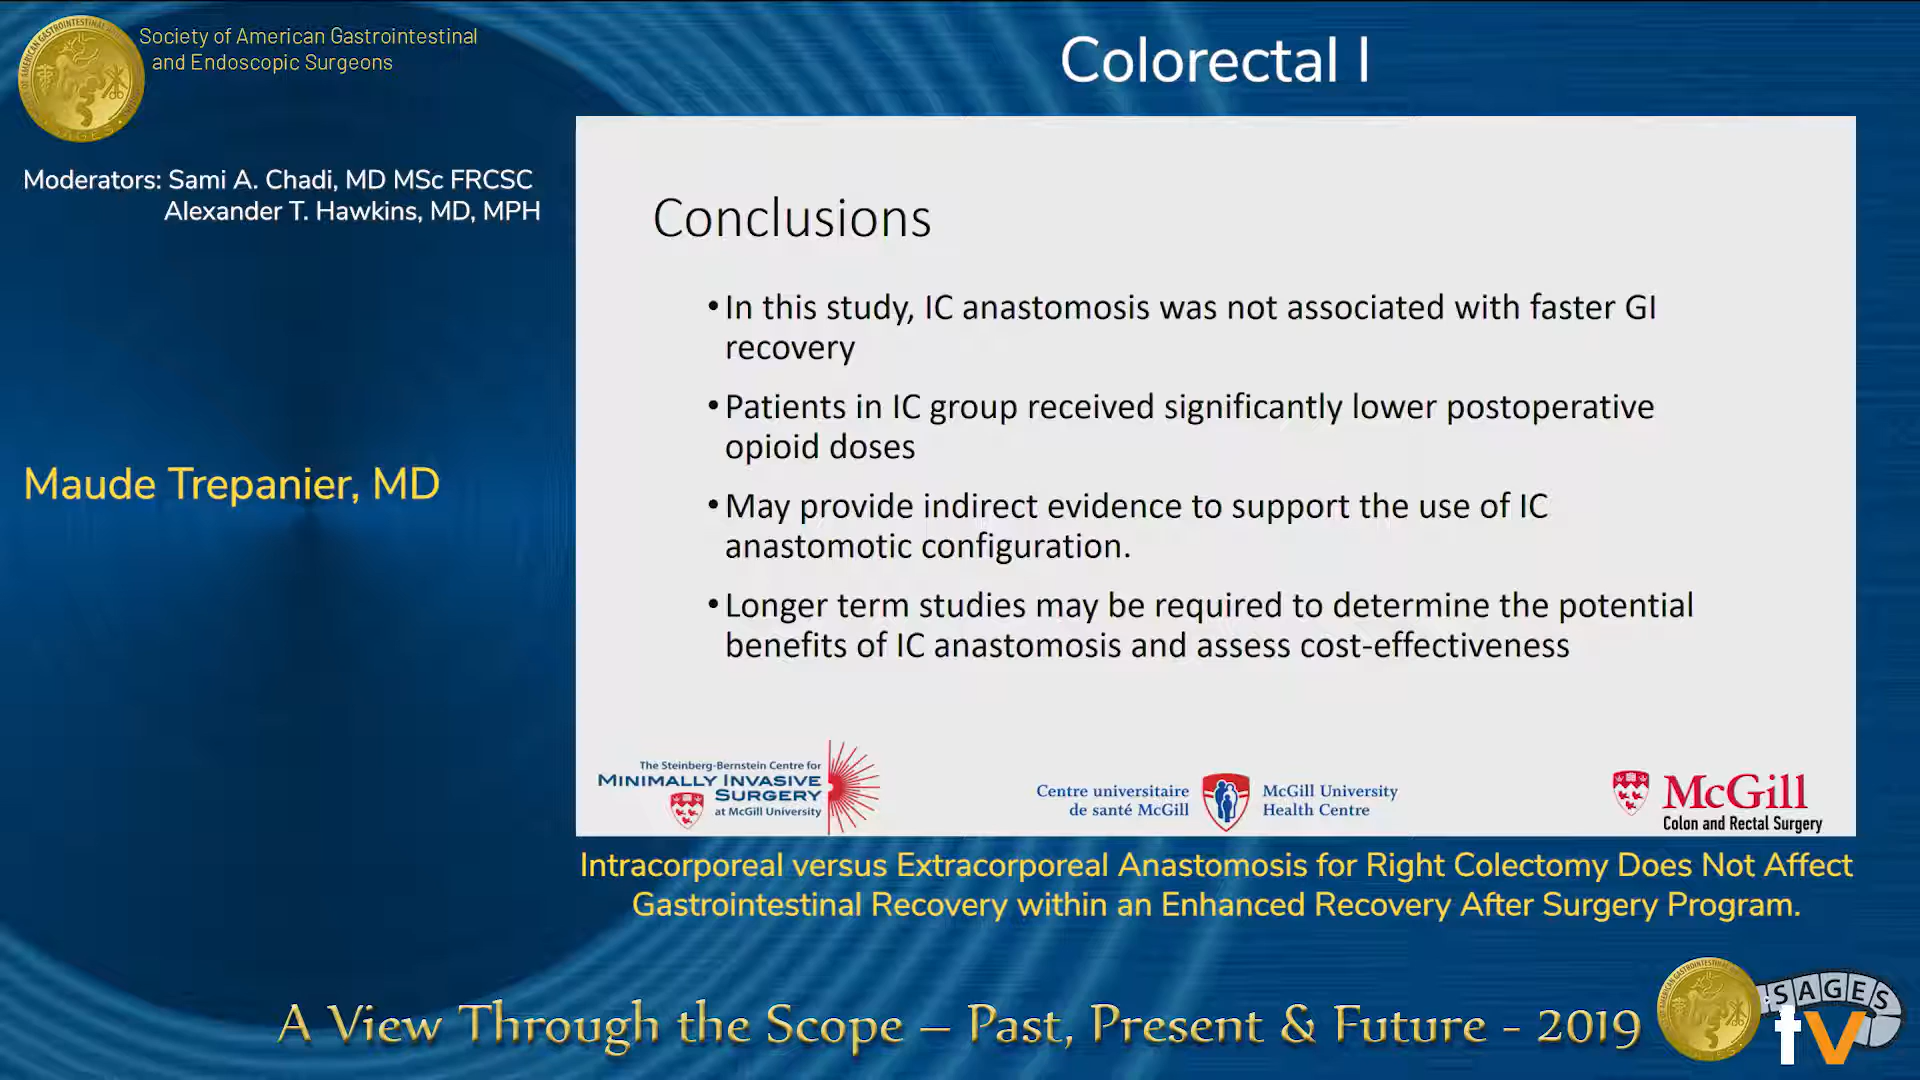 Society of American Gastrointestinal
and Endoscopic Surgeons
Colorectal I
Moderators: Sami A. Chadi, MD MSc FRCSC
Alexander T. Hawkins, MD, MPH
Maude Trepanier, MD
Conclusions
•In this study, IC anastomosis was not associated with faster GI
recovery
•Patients in IC group received significantly lower postoperative
opioid doses
•May provide indirect evidence to support the use of IC
anastomotic configuration.
•Longer term studies may be required to determine the potential
benefits of IC anastomosis and assess cost-effectiveness
The Steinberg-Bernstein Centre for
MINIMALLY INVASIVE
SURGERY
at McGill University
Centre universitaire
de santé McGill
McGill University
Health Centre
McGill
Colon and Rectal Surgery
Intracorporeal versus Extracorporeal Anastomosis for Right Colectomy Does Not Affect
Gastrointestinal Recovery within an Enhanced Recovery After Surgery Program.
A View Through the Scope – Past, Present & Future - 2019
SAGES
tv